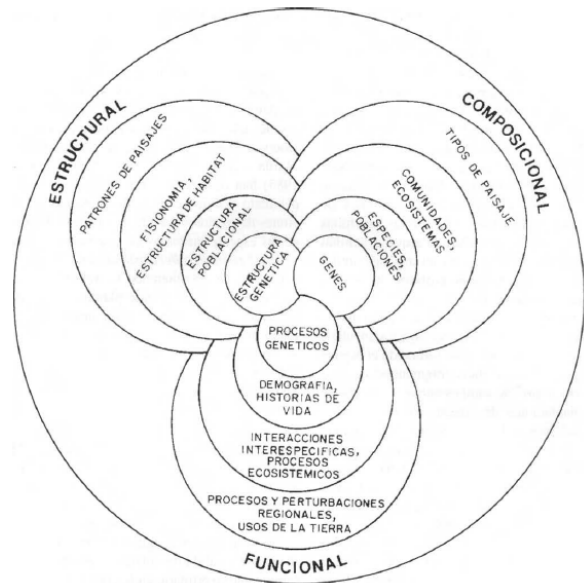 ESTRUCTURAL
COMPOSICIONAL
PATRONES DE PAISAJES
FISIONOMIA,
ESTRUCTURA DE HABITAT
ESTRUCTURA
POBLACIONAL
ESTRUCTURA
GENETICA
TIPOS DE PAISAJE
COMUNIDADES,
ECOSISTEMAS
ESPECIES,
POBLACIONES
GENES
PROCESOS
GENETICOS
DEMOGRAFIA,
HISTORIAS DE
VIDA
INTERACCIONES
INTERESPECIFICAS,
PROCESOS
ECOSISTEMICOS
PROCESOS Y PERTURBACIONES
REGIONALES,
USOS DE LA TIERRA
FUNCIONAL